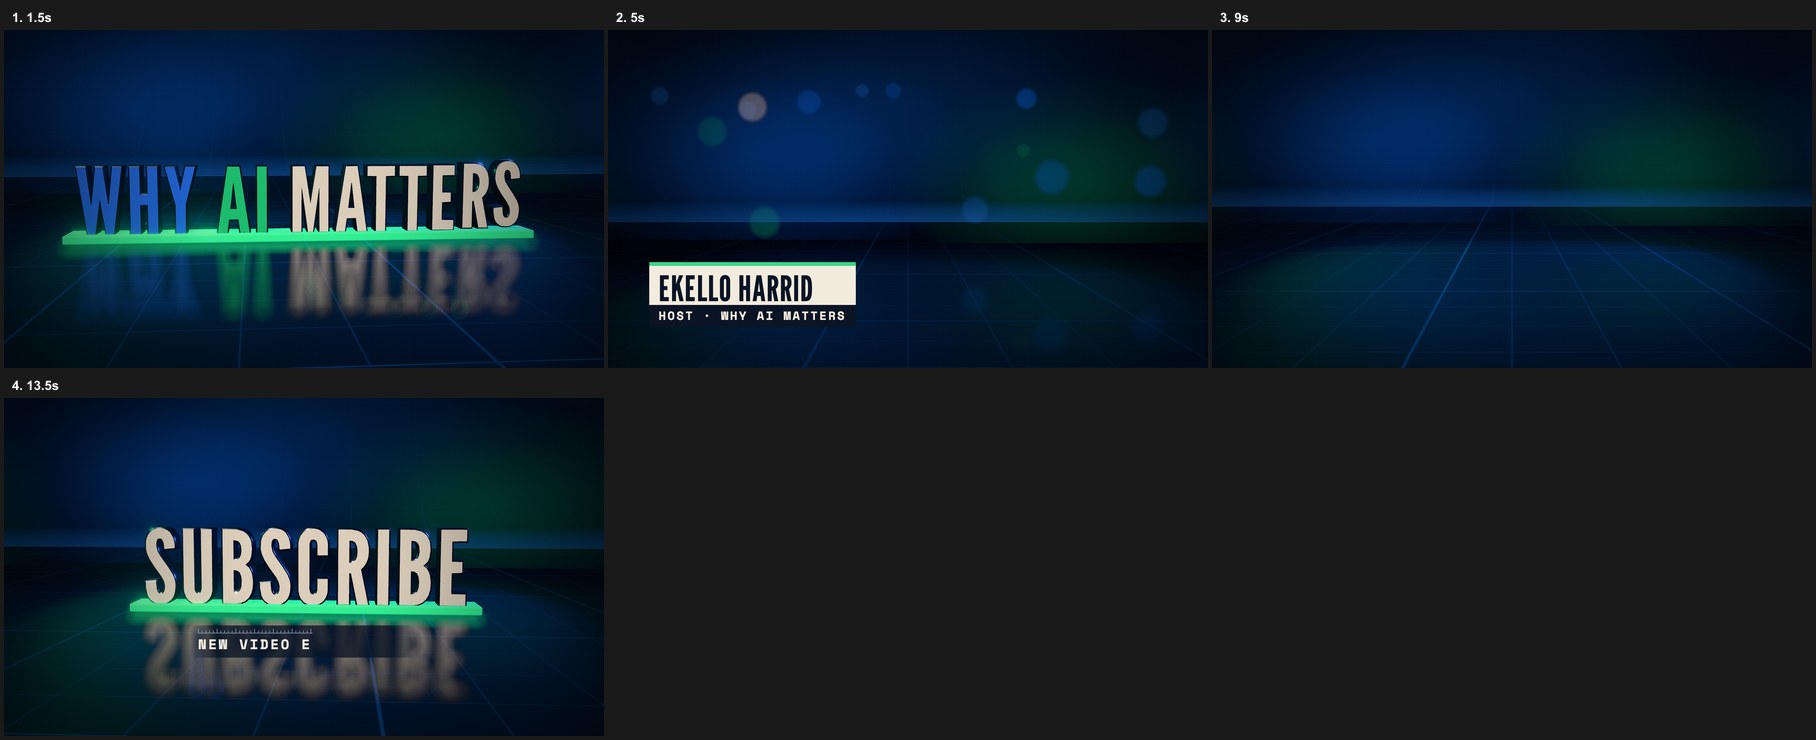 1. 1.5s
WHY AI MATTERS
2. 5s
EKELLO HARRID
HOST · WHY AI MATTERS
3. 9s
4. 13.5s
SUBSCRIBE
NEW VIDEO E